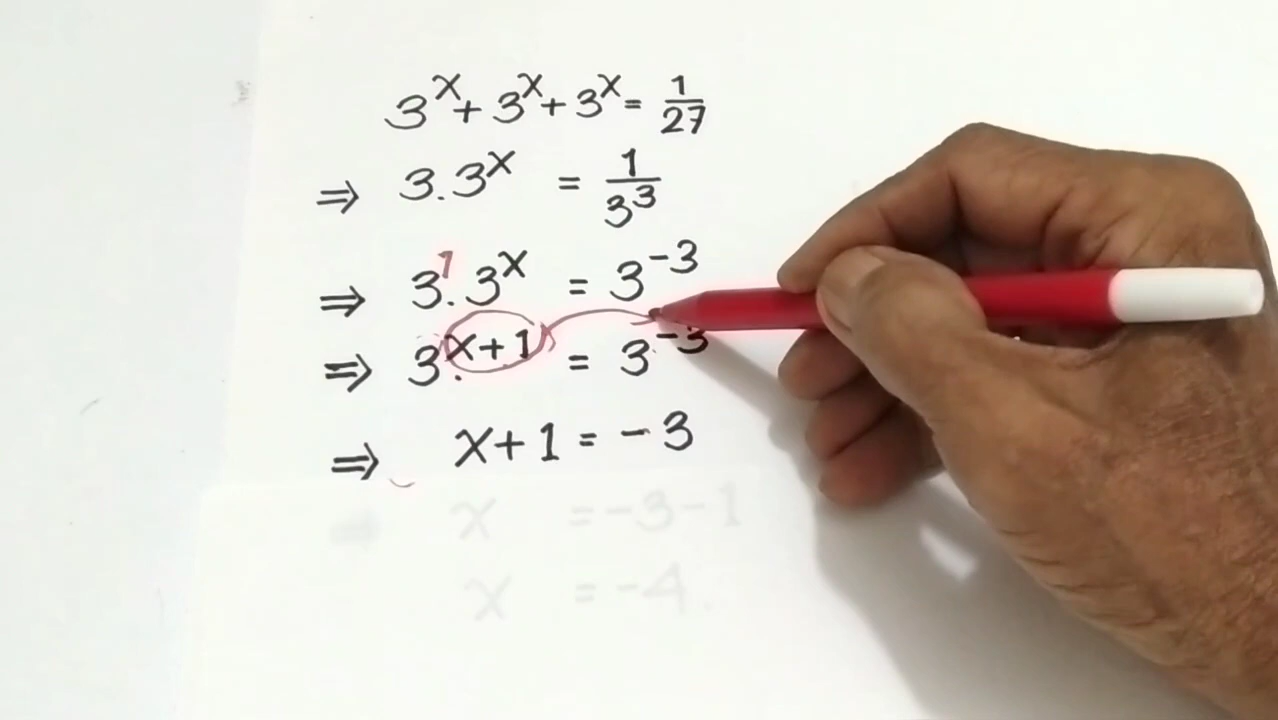 3^x + 3^x + 3^x = 1/27
⇒ 3.3^x = 1/3^3
⇒ 3^1.3^x = 3^-3
⇒ 3.^x+1 = 3^-3
⇒ x+1 = -3
⇒ x = -3-1
x = -4.